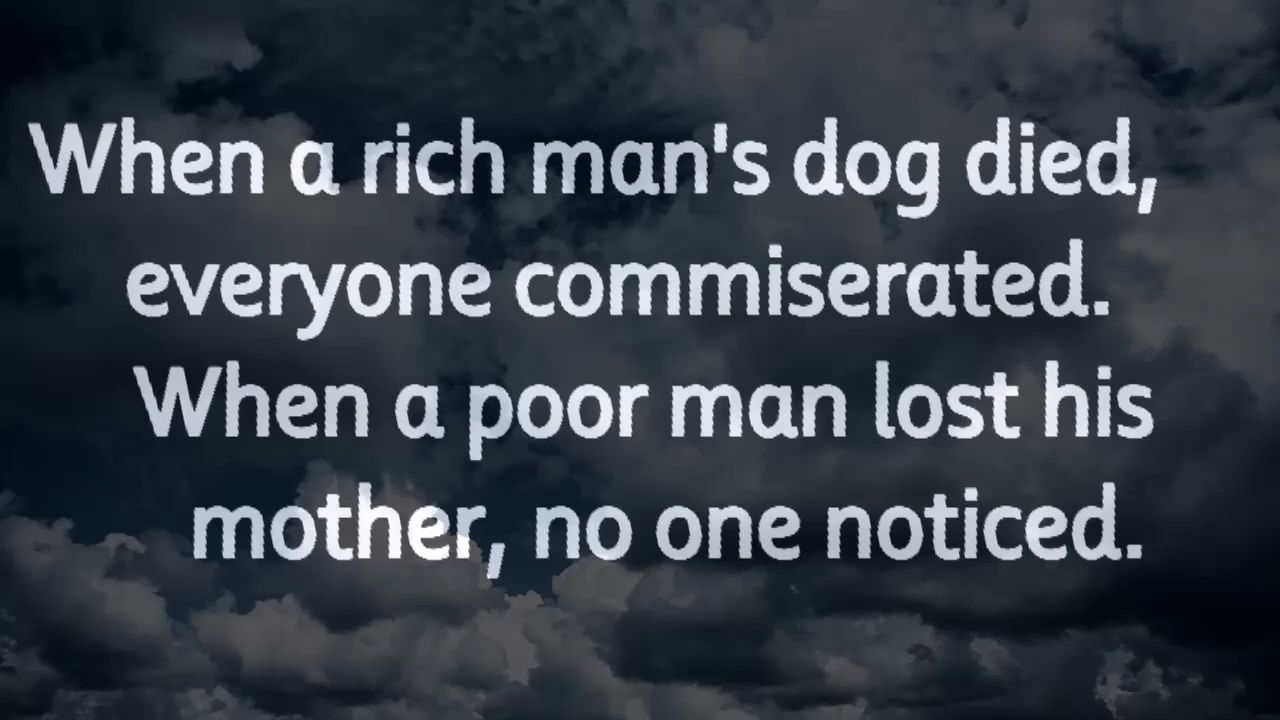 When a rich man's dog died,
everyone commiserated.
When a poor man lost his
mother, no one noticed.